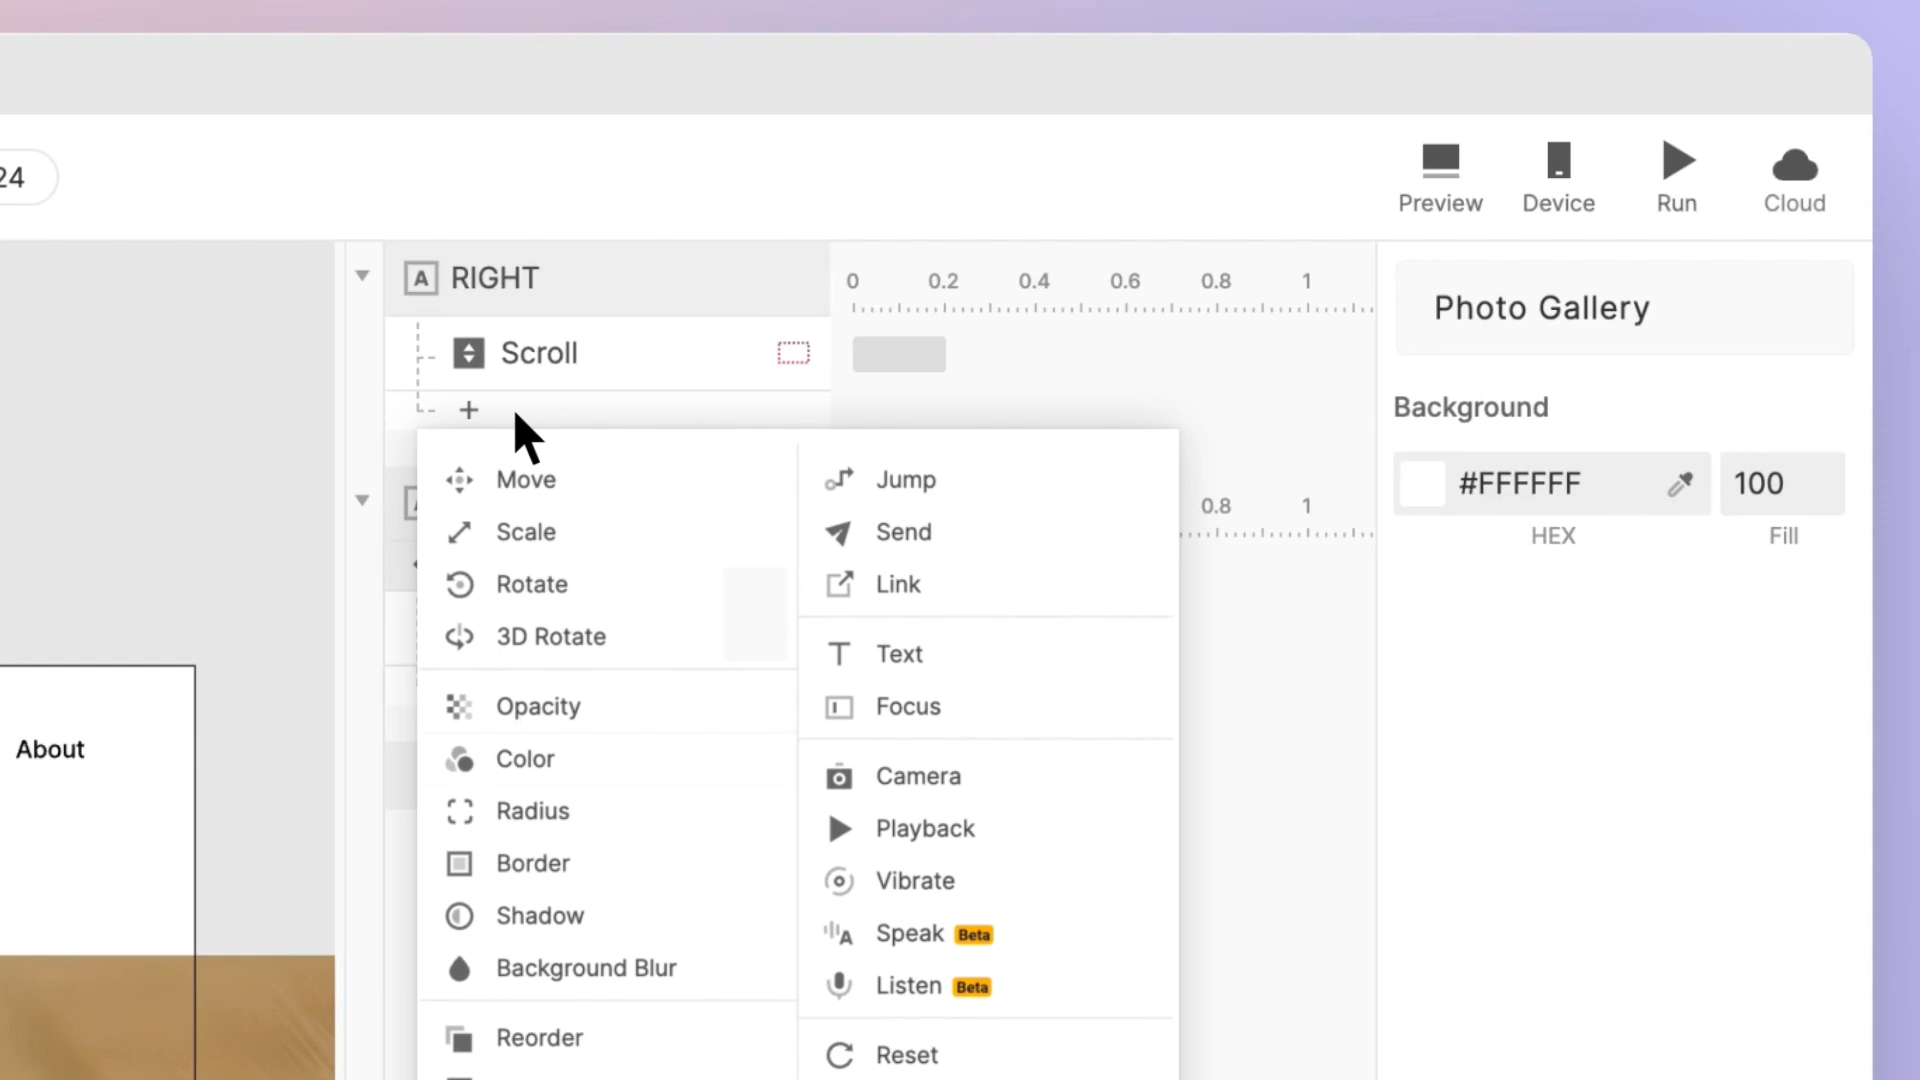 24
Preview
Device
Run
Cloud
A RIGHT
0 0.2 0.4 0.6 0.8 1
Photo Gallery
Scroll
Background
#FFFFFF
100
HEX
Fill
0.8 1
Move
Scale
Rotate
3D Rotate
Opacity
Color
Radius
Border
Shadow
Background Blur
Reorder
Jump
Send
Link
Text
Focus
Camera
Playback
Vibrate
Speak Beta
Listen Beta
Reset
About